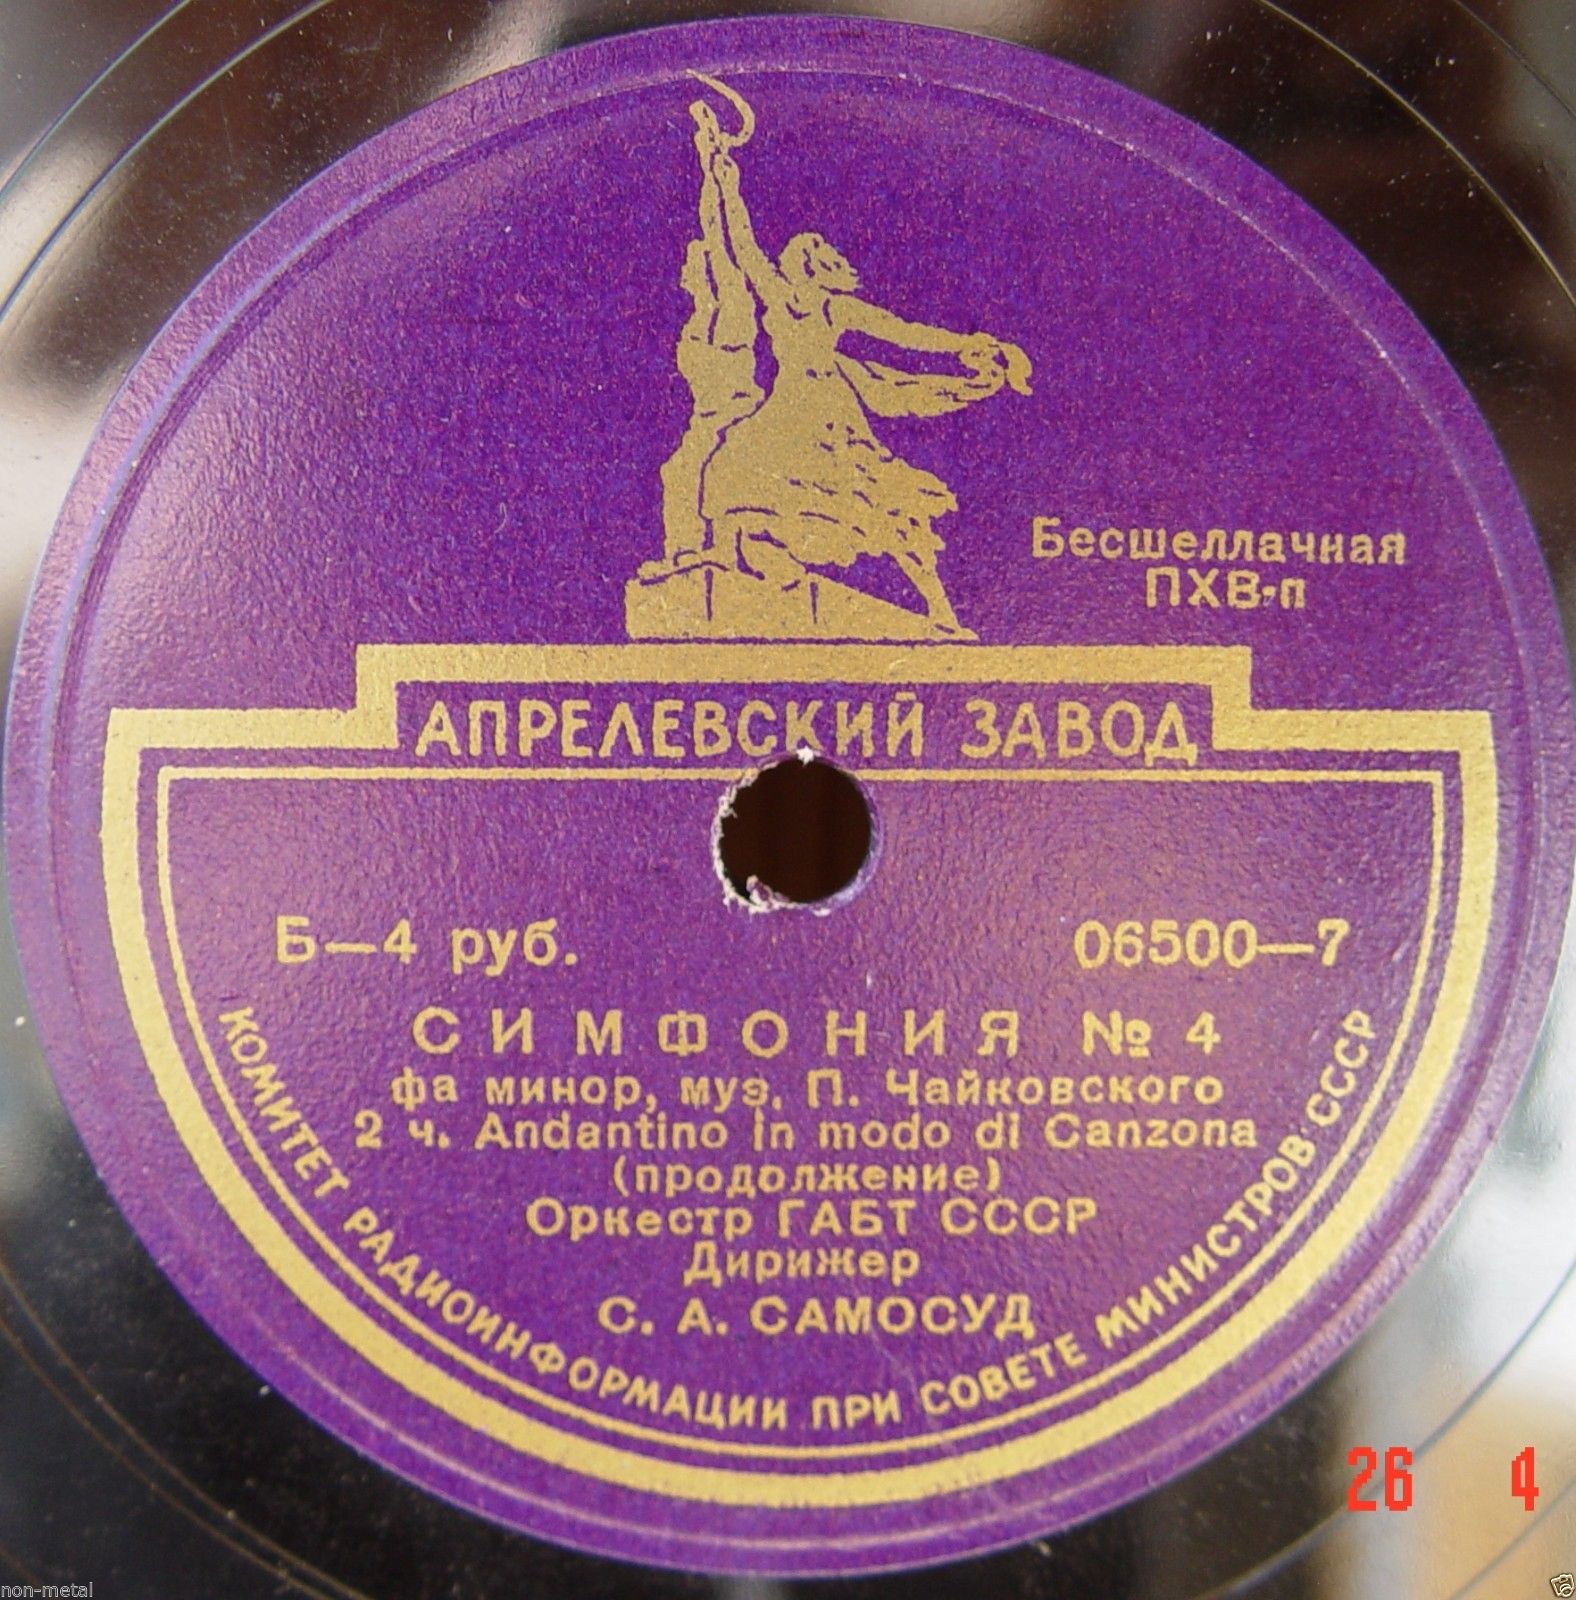 Бесшеллачная
ПХВ-п
АПРЕЛЕВСКИЙ ЗАВОД
Б—4 руб.
06500—7
СИМФОНИЯ № 4
фа минор, муз. П. Чайковского
2 ч. Andantino in modo di Canzona
(продолжение)
Оркестр ГАБТ СССР
Дирижер
С. А. САМОСУД
КОМИТЕТ РАДИОИНФОРМАЦИИ ПРИ СОВЕТЕ МИНИСТРОВ СССР
26 4
non-metal